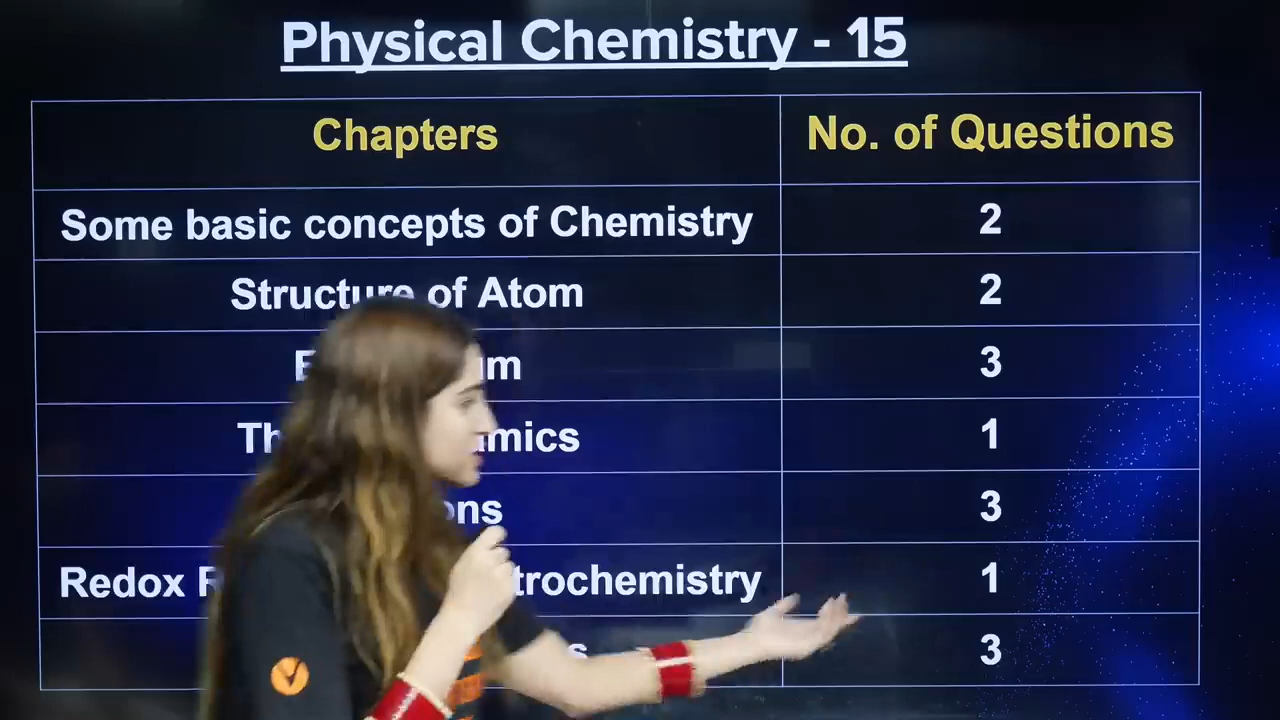 Physical Chemistry - 15
Chapters No. of Questions
Some basic concepts of Chemistry 2
Structure of Atom 2
3
1
3
Redox 1
3